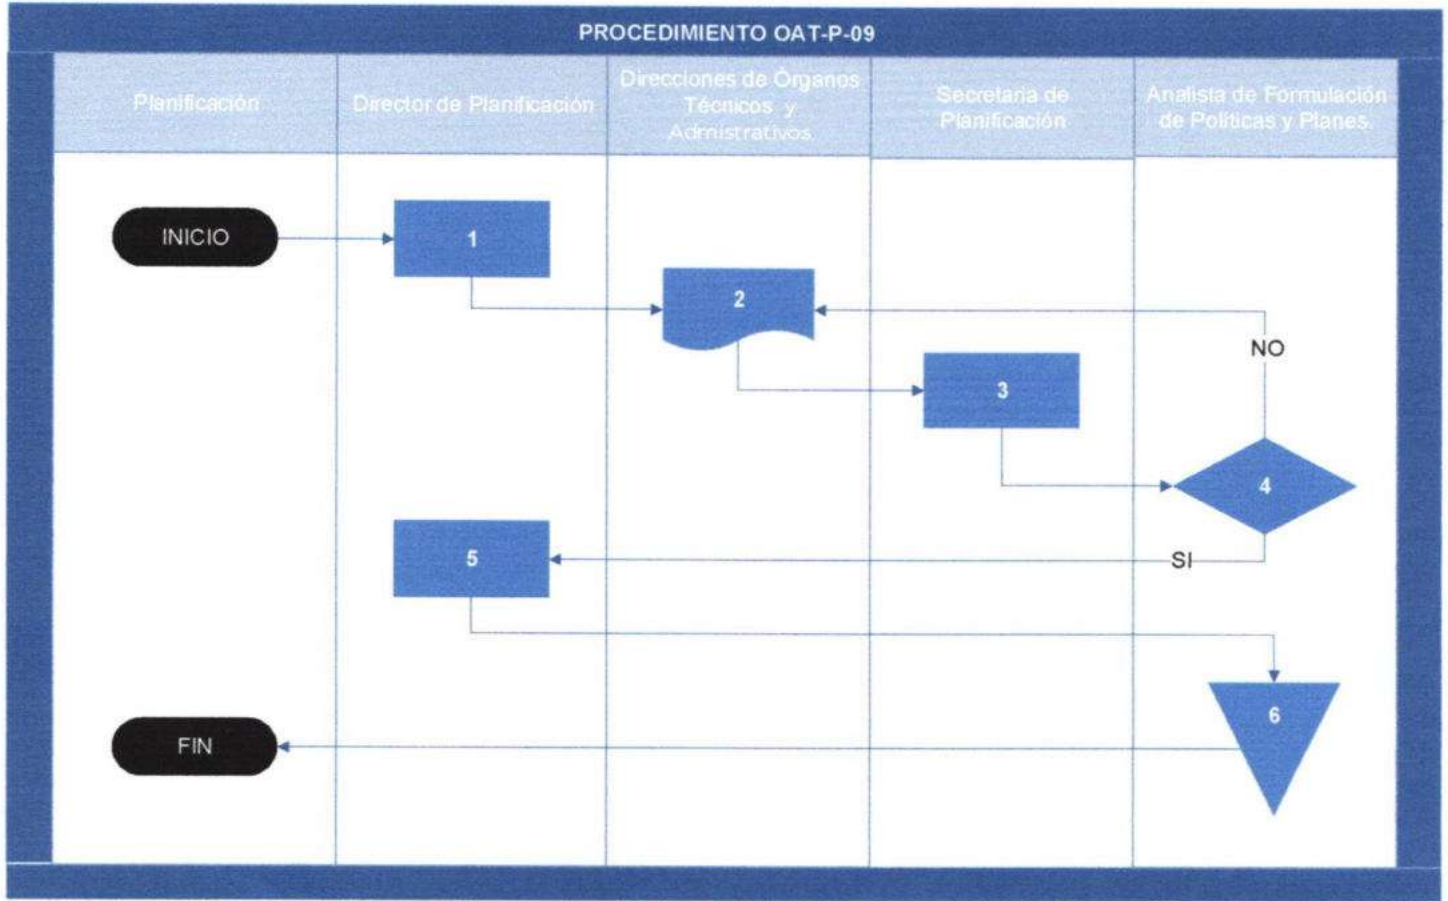 PROCEDIMIENTO OAT-P-09
Planificación
Director de Planificación
Direcciones de Órganos
Técnicos y
Admistrativos
Secretaria de
Planificación
Analista de Formulación
de Políticas y Planes.
INICIO
1
2
NO
3
4
5
SI
6
FIN